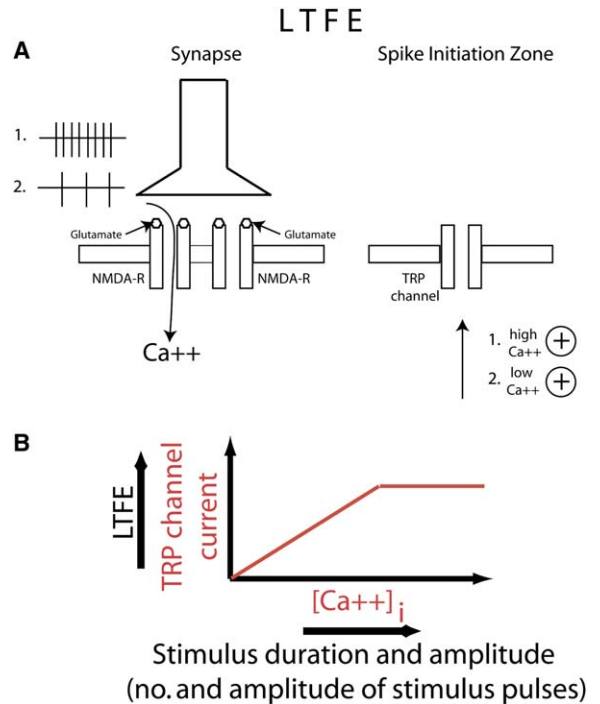 LTFE
A
Synapse
Spike Initiation Zone
1.
2.
Glutamate
Glutamate
NMDA-R
NMDA-R
Ca++
TRP
channel
1. high
Ca++ +
2. low
Ca++ +
B
LTFE
TRP channel
current
[Ca++]i
Stimulus duration and amplitude
(no. and amplitude of stimulus pulses)